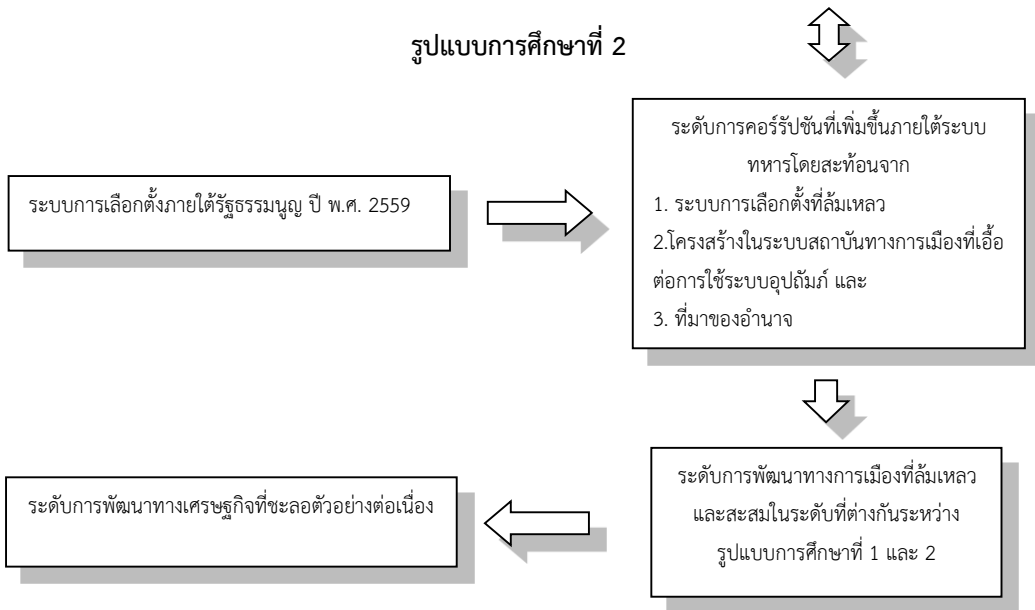 รูปแบบการศึกษาที่ 2
ระบบการเลือกตั้งภายใต้รัฐธรรมนูญ ปี พ.ศ. 2559
ระดับการคอร์รัปชันที่เพิ่มขึ้นภายใต้ระบบ
ทหารโดยสะท้อนจาก
1. ระบบการเลือกตั้งที่ล้มเหลว
2.โครงสร้างในระบบสถาบันทางการเมืองที่เอื้อ
ต่อการใช้ระบบอุปถัมภ์ และ
3. ที่มาของอำนาจ
ระดับการพัฒนาทางการเมืองที่ล้มเหลว
และสะสมในระดับที่ต่างกันระหว่าง
รูปแบบการศึกษาที่ 1 และ 2
ระดับการพัฒนาทางเศรษฐกิจที่ชะลอตัวอย่างต่อเนื่อง